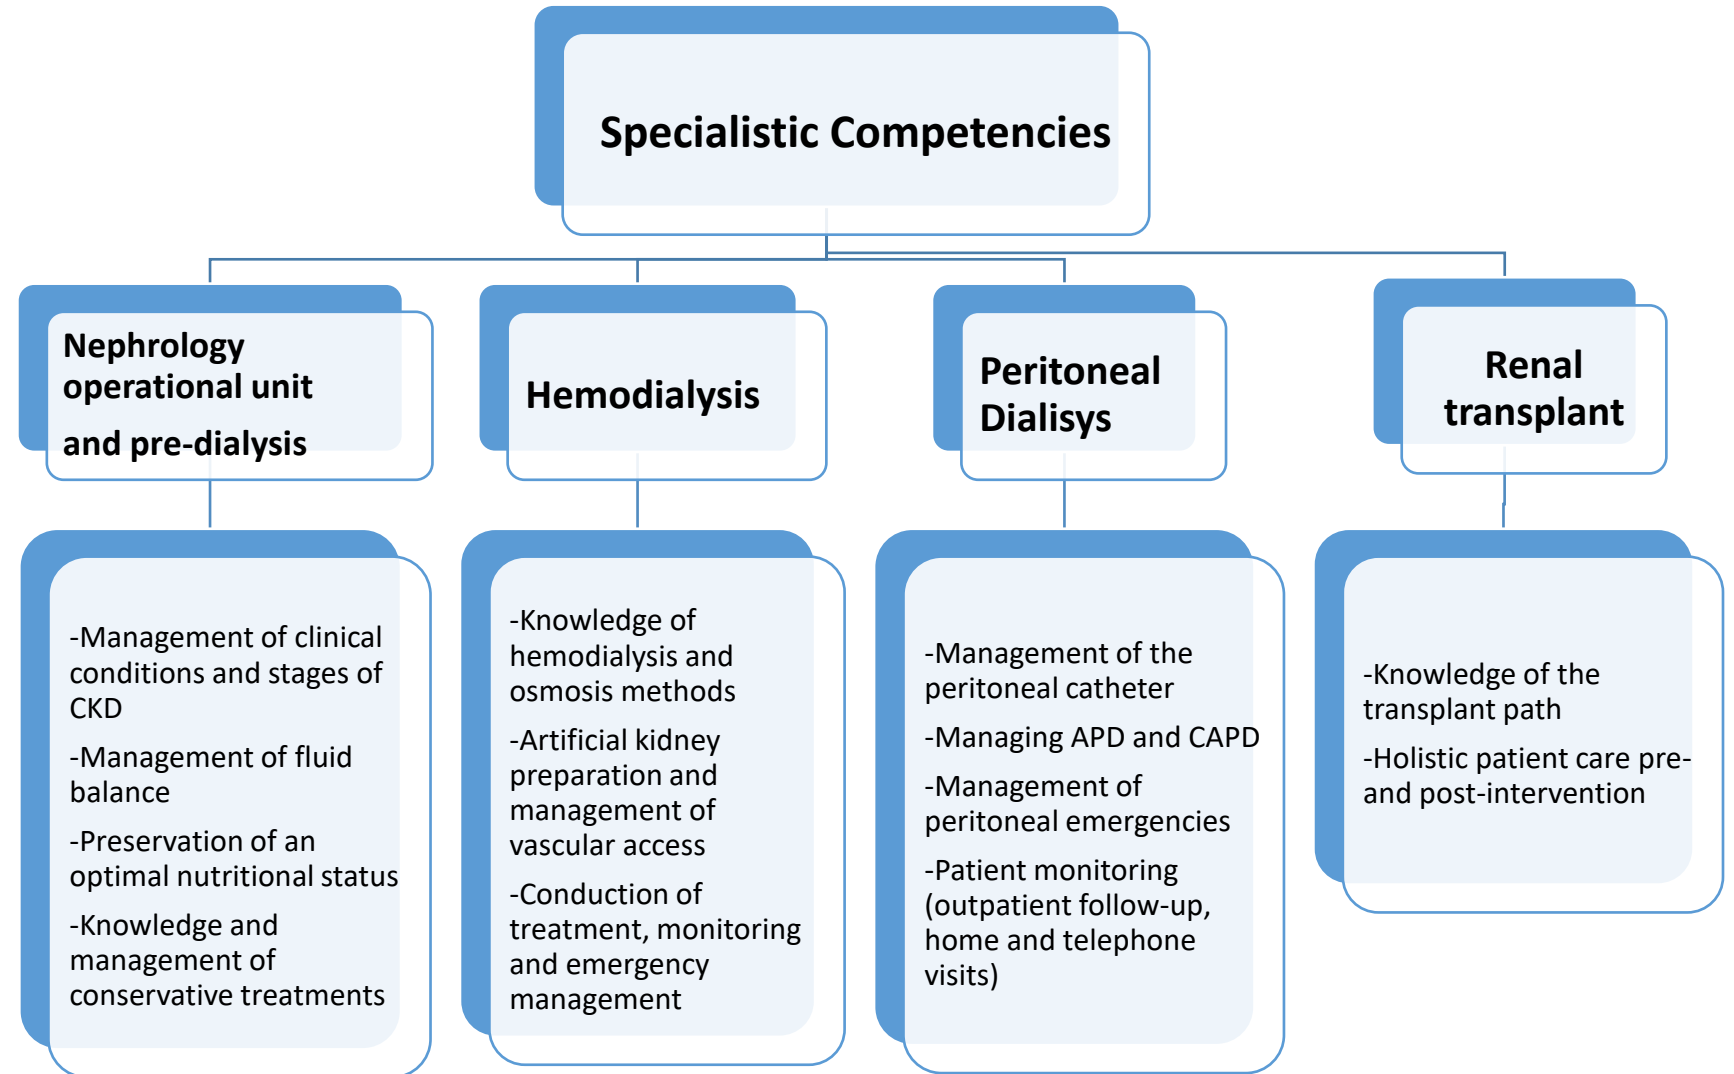 Specialistic Competencies
Nephrology
operational unit
and pre-dialysis
Hemodialysis
Peritoneal
Dialisys
Renal
transplant
-Management of clinical
conditions and stages of
CKD
-Management of fluid
balance
-Preservation of an
optimal nutritional status
-Knowledge and
management of
conservative treatments
-Knowledge of
hemodialysis and
osmosis methods
-Artificial kidney
preparation and
management of
vascular access
-Conduction of
treatment, monitoring
and emergency
management
-Management of the
peritoneal catheter
-Managing APD and CAPD
-Management of
peritoneal emergencies
-Patient monitoring
(outpatient follow-up,
home and telephone
visits)
-Knowledge of the
transplant path
-Holistic patient care pre-
and post-intervention